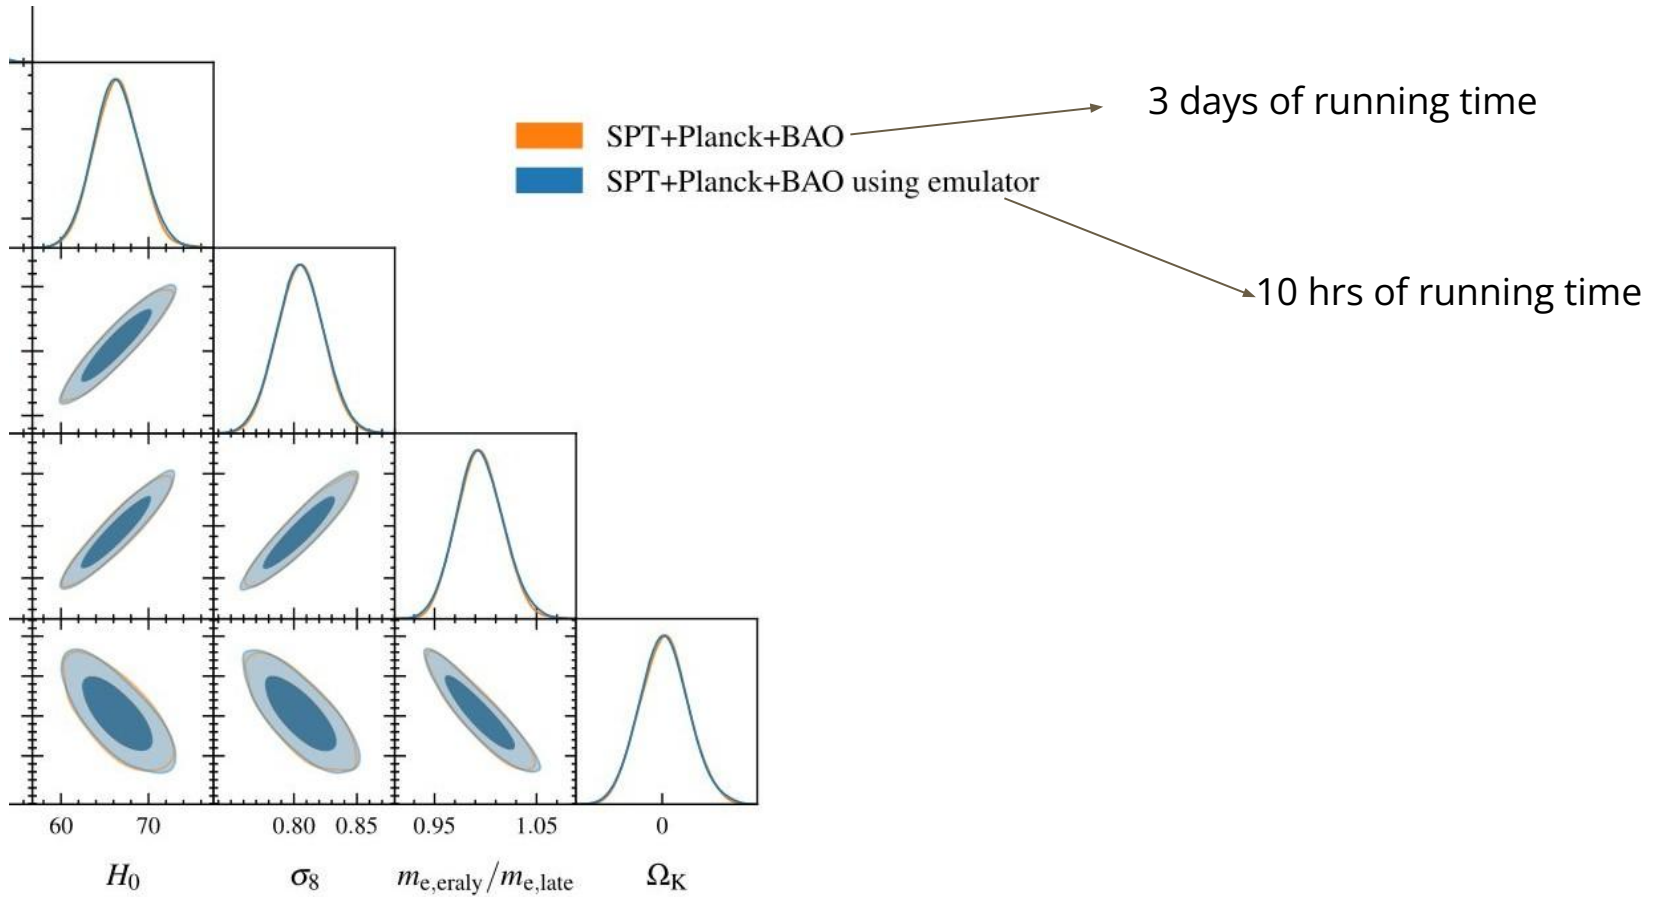 3 days of running time
SPT+Planck+BAO
SPT+Planck+BAO using emulator
10 hrs of running time
60 70 0.80 0.85 0.95 1.05 0
H₀ σ₈ mₑ,ₑᵣₐₗy/mₑ,ₗₐₜₑ Ω_K